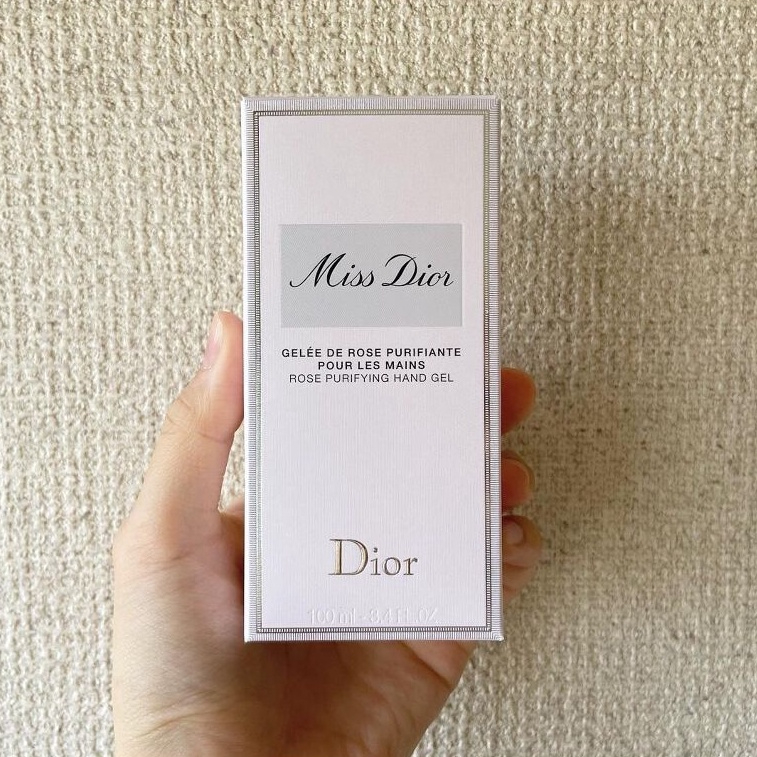 Miss Dior
GELÉE DE ROSE PURIFIANTE
POUR LES MAINS
ROSE PURIFYING HAND GEL
Dior
100 ml - 3.4 FL.OZ